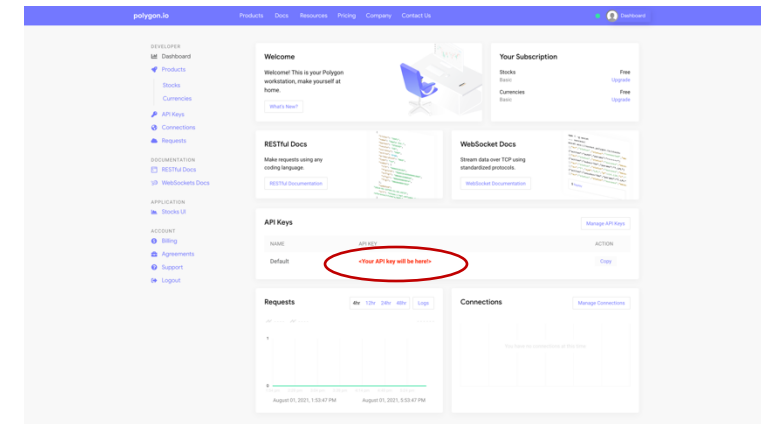 polygon.io
Products Docs Resources Pricing Company Contact Us
Dashboard
DEVELOPER
Dashboard
Products
Stocks
Currencies
API Keys
Connections
Requests
DOCUMENTATION
RESTful Docs
WebSockets Docs
APPLICATION
Stocks UI
ACCOUNT
Billing
Agreements
Support
Logout
Welcome
Welcome! This is your Polygon
workstation, make yourself at
home.
What's New?
Your Subscription
Stocks Free
Basic Upgrade
Currencies Free
Basic Upgrade
RESTful Docs
Make requests using any
coding language.
RESTful Documentation
WebSocket Docs
Stream data over TCP using
standardized protocols.
WebSocket Documentation
API Keys
Manage API Keys
NAME API KEY ACTION
Default <Your API key will be here!> Copy
Requests
4hr 12hr 24hr 48hr Logs
0
August 01, 2021, 1:53:47 PM August 01, 2021, 5:53:47 PM
Connections
Manage Connections